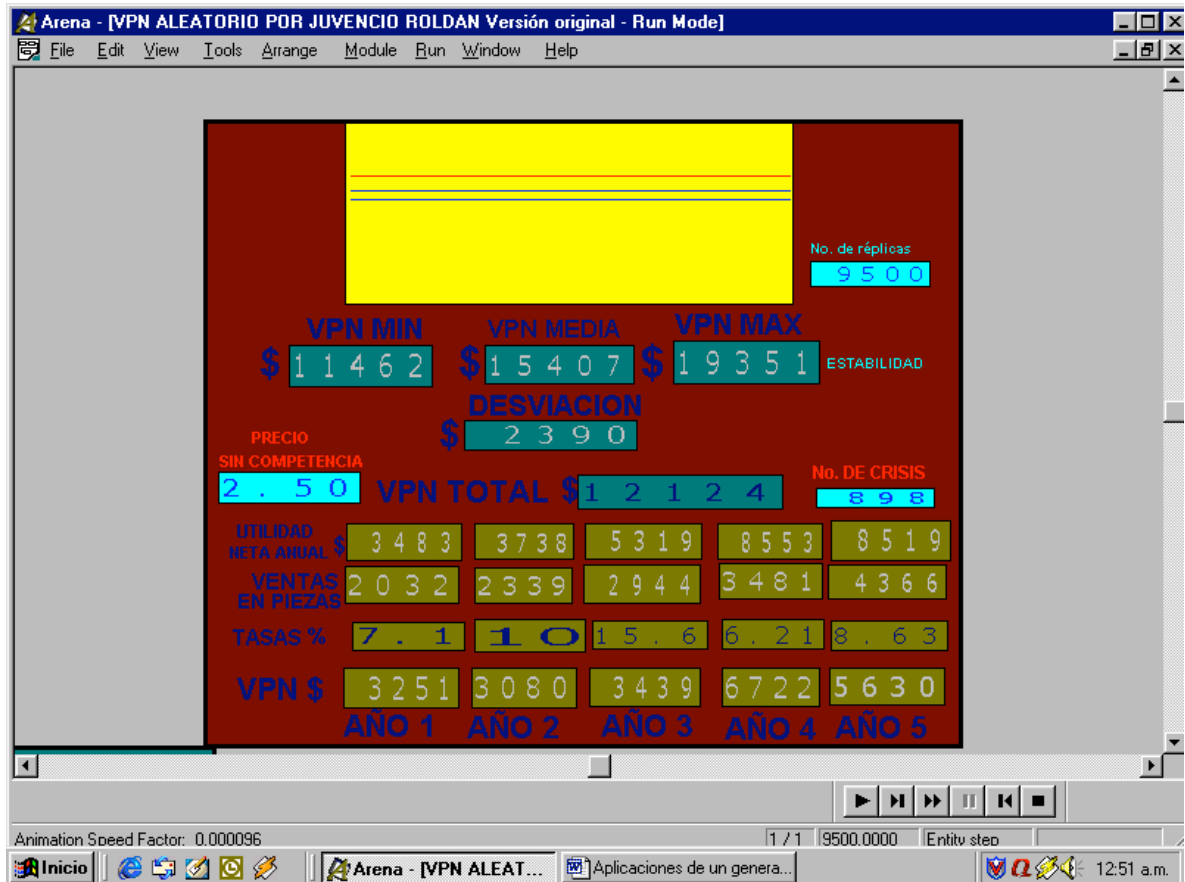 Arena - [VPN ALEATORIO POR JUVENCIO ROLDAN Versión original - Run Mode]
File Edit View Tools Arrange Module Run Window Help
No. de réplicas
9500
VPN MIN VPN MEDIA VPN MAX
$ 11462 $ 15407 $ 19351 ESTABILIDAD
DESVIACION
$ 2390
PRECIO
SIN COMPETENCIA
2.50
VPN TOTAL $ 12124
No. DE CRISIS
898
UTILIDAD
NETA ANUAL $ 3483 3738 5319 8553 8519
VENTAS
EN PIEZAS 2032 2339 2944 3481 4366
TASAS % 7.1 10 15.6 6.21 8.63
VPN $ 3251 3080 3439 6722 5630
AÑO 1 AÑO 2 AÑO 3 AÑO 4 AÑO 5
Animation Speed Factor: 0.000096 1 / 1 9500.0000 Entity step
Inicio Arena - [VPN ALEAT... Aplicaciones de un genera... 12:51 a.m.